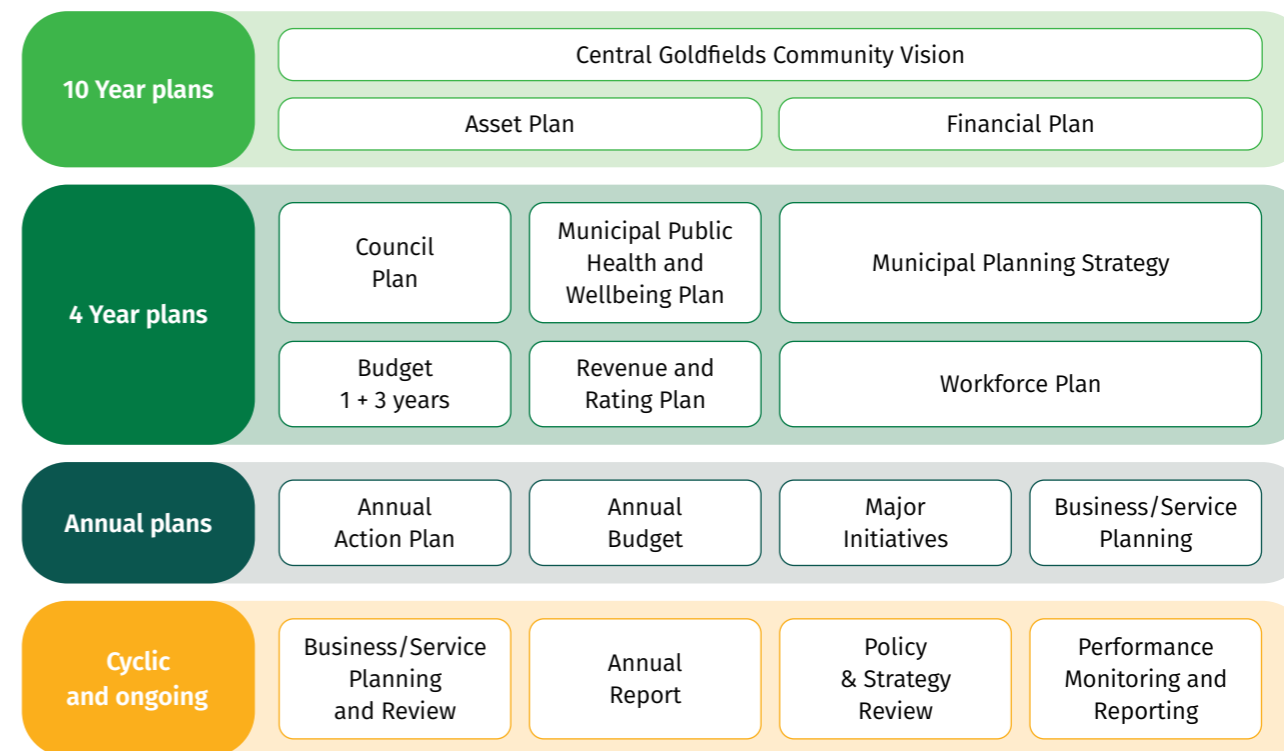 10 Year plans
Central Goldfields Community Vision
Asset Plan
Financial Plan
4 Year plans
Council
Plan
Municipal Public
Health and
Wellbeing Plan
Municipal Planning Strategy
Budget
1 + 3 years
Revenue and
Rating Plan
Workforce Plan
Annual plans
Annual
Action Plan
Annual
Budget
Major
Initiatives
Business/Service
Planning
Cyclic
and ongoing
Business/Service
Planning
and Review
Annual
Report
Policy
& Strategy
Review
Performance
Monitoring and
Reporting